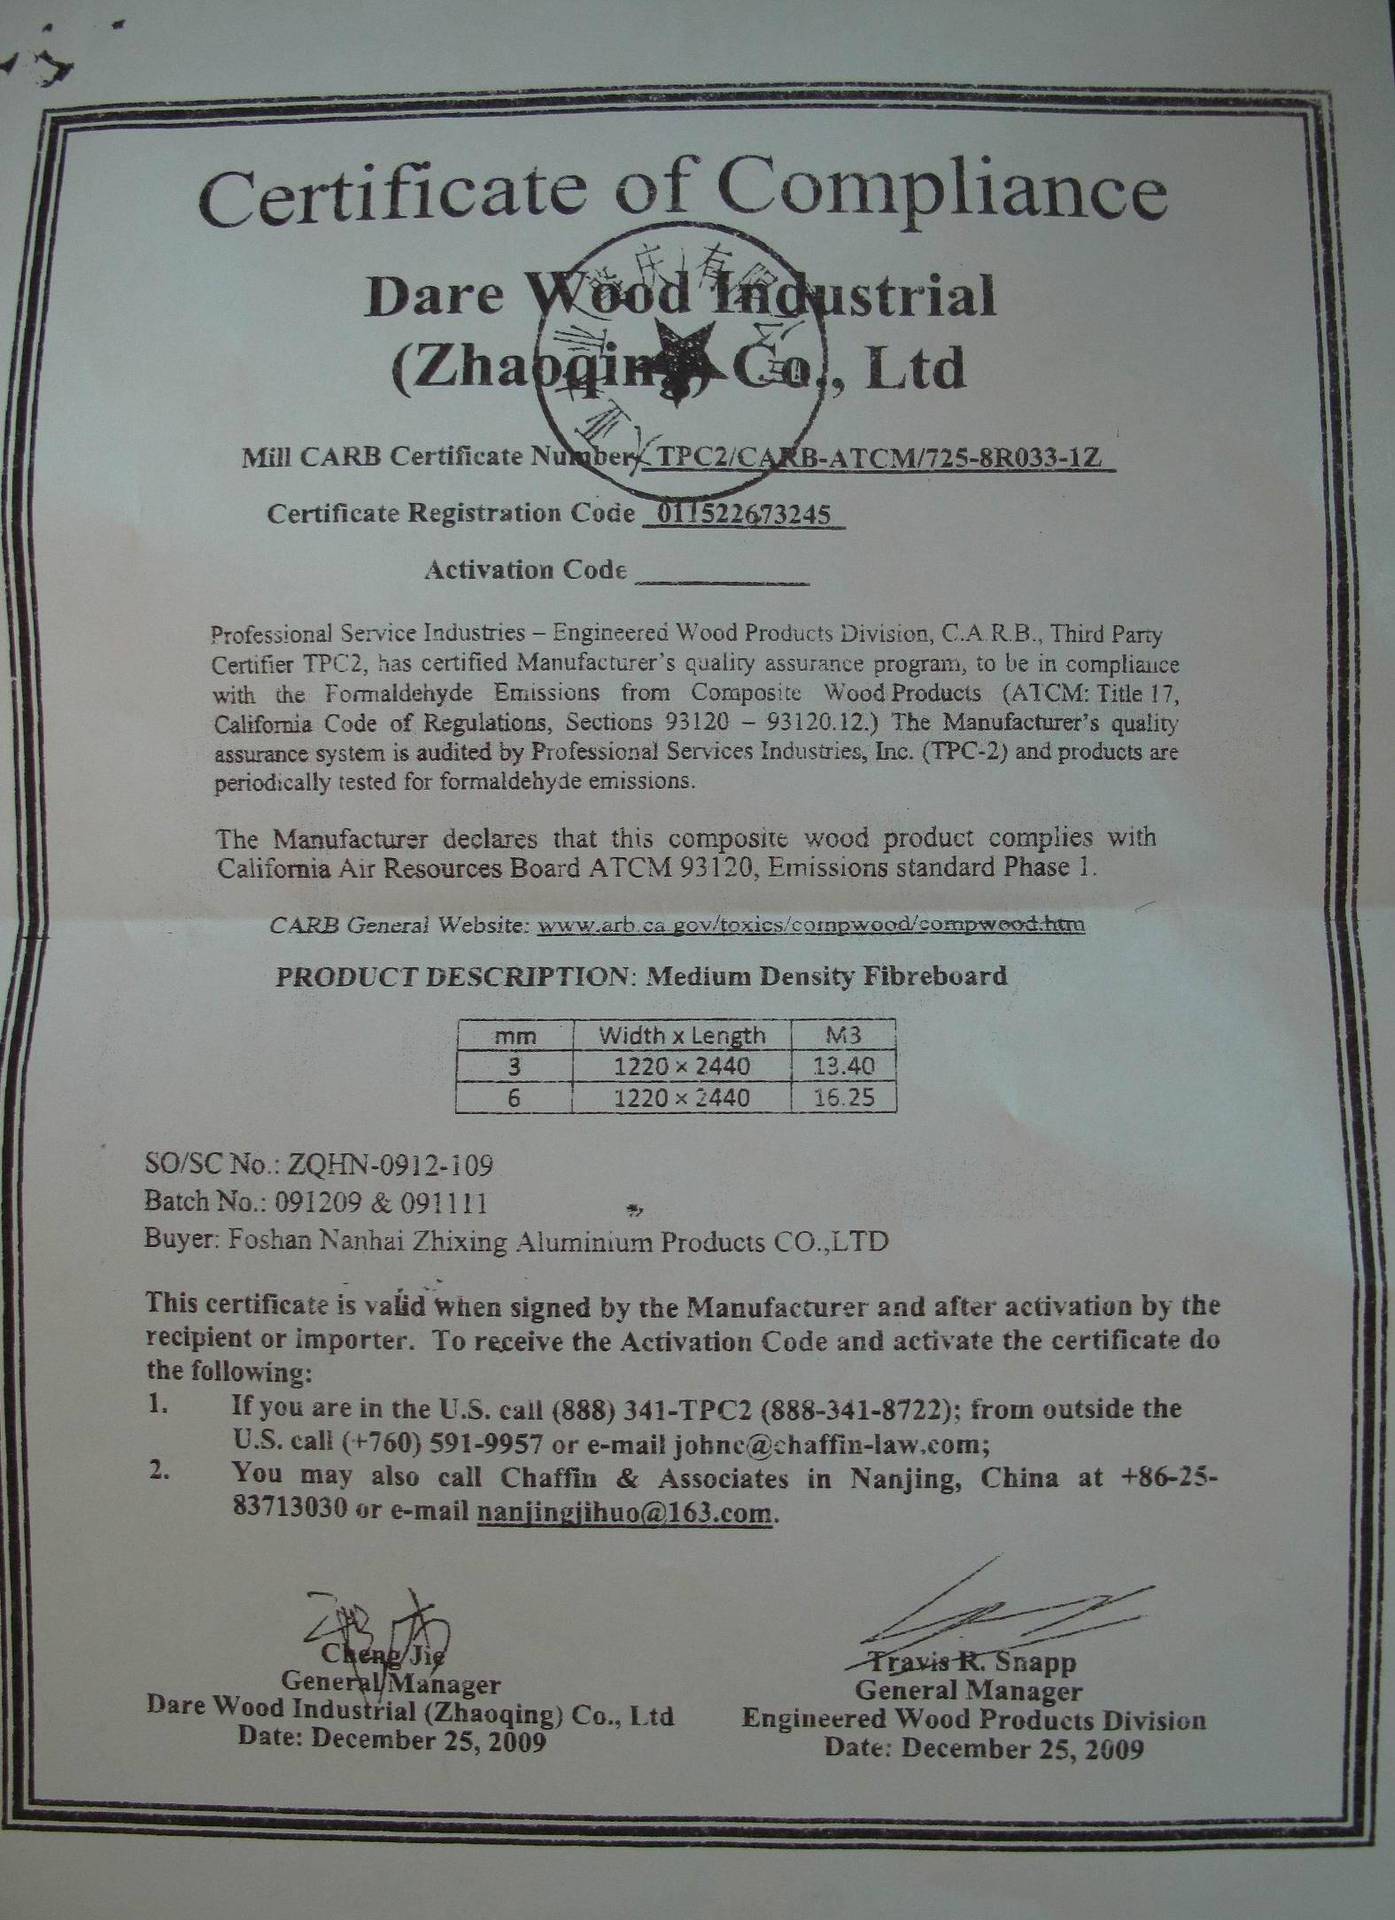 Certificate of Compliance
Dare Wood Industrial
(Zhaoqing) Co., Ltd
Mill CARB Certificate Number TPC2/CARB-ATCM/725-8R033-1Z
Certificate Registration Code 011522673245
Activation Code
Professional Service Industries – Engineered Wood Products Division, C.A.R.B., Third Party
Certifier TPC2, has certified Manufacturer's quality assurance program, to be in compliance
with the Formaldehyde Emissions from Composite Wood Products (ATCM: Title 17,
California Code of Regulations, Sections 93120 – 93120.12.) The Manufacturer's quality
assurance system is audited by Professional Services Industries, Inc. (TPC-2) and products are
periodically tested for formaldehyde emissions.
The Manufacturer declares that this composite wood product complies with
California Air Resources Board ATCM 93120, Emissions standard Phase 1.
CARB General Website: www.arb.ca.gov/toxics/compwood/compwood.htm
PRODUCT DESCRIPTION: Medium Density Fibreboard
mm Width x Length M3
3 1220 × 2440 13.40
6 1220 × 2440 16.25
SO/SC No.: ZQHN-0912-109
Batch No.: 091209 & 091111
Buyer: Foshan Nanhai Zhixing Aluminium Products CO.,LTD
This certificate is valid when signed by the Manufacturer and after activation by the
recipient or importer. To receive the Activation Code and activate the certificate do
the following:
1. If you are in the U.S. call (888) 341-TPC2 (888-341-8722); from outside the
U.S. call (+760) 591-9957 or e-mail johnc@chaffin-law.com;
2. You may also call Chaffin & Associates in Nanjing, China at +86-25-
83713030 or e-mail nanjingjihuo@163.com.
Cheng Jie
General Manager
Dare Wood Industrial (Zhaoqing) Co., Ltd
Date: December 25, 2009
Travis R. Snapp
General Manager
Engineered Wood Products Division
Date: December 25, 2009